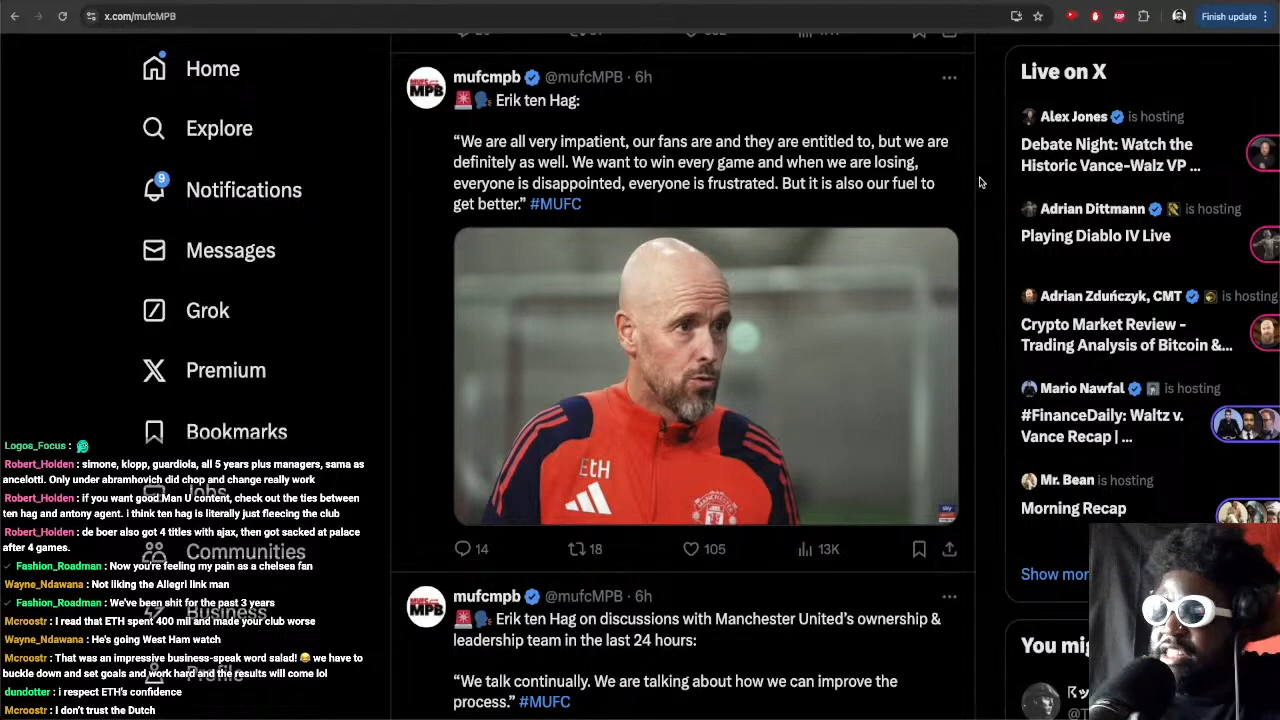 x.com/mufcMPB
Finish update
Home
Explore
9
Notifications
Messages
Grok
Premium
Bookmarks
Jobs
Communities
Business
Profile
MUFC
MPB
mufcmpb @mufcMPB · 6h
🚨🗣️ Erik ten Hag:
“We are all very impatient, our fans are and they are entitled to, but we are
definitely as well. We want to win every game and when we are losing,
everyone is disappointed, everyone is frustrated. But it is also our fuel to
get better.” #MUFC
EtH
sky
14
18
105
13K
MUFC
MPB
mufcmpb @mufcMPB · 6h
🚨🗣️ Erik ten Hag on discussions with Manchester United’s ownership &
leadership team in the last 24 hours:
“We talk continually. We are talking about how we can improve the
process.” #MUFC
Live on X
Alex Jones is hosting
Debate Night: Watch the
Historic Vance-Walz VP ...
Adrian Dittmann is hosting
Playing Diablo IV Live
Adrian Zduńczyk, CMT is hosting
Crypto Market Review -
Trading Analysis of Bitcoin &...
Mario Nawfal is hosting
#FinanceDaily: Waltz v.
Vance Recap | ...
Mr. Bean is hosting
Morning Recap
Show mor
You mi
Logos_Focus :
Robert_Holden : simone, klopp, guardiola, all 5 years plus managers, sama as
ancelotti. Only under abramhovich did chop and change really work
Robert_Holden : if you want good Man U content, check out the ties between
ten hag and antony agent. i think ten hag is literally just fleecing the club
Robert_Holden : de boer also got 4 titles with ajax, then got sacked at palace
after 4 games.
Fashion_Roadman : Now you’re feeling my pain as a chelsea fan
Wayne_Ndawana : Not liking the Allegri link man
Fashion_Roadman : We’ve been shit for the past 3 years
Mcroostr : I read that ETH spent 400 mil and made your club worse
Wayne_Ndawana : He’s going West Ham watch
Mcroostr : That was an impressive business-speak word salad! 😂 we have to
buckle down and set goals and work hard and the results will come lol
dundotter : i respect ETH’s confidence
Mcroostr : I don’t trust the Dutch